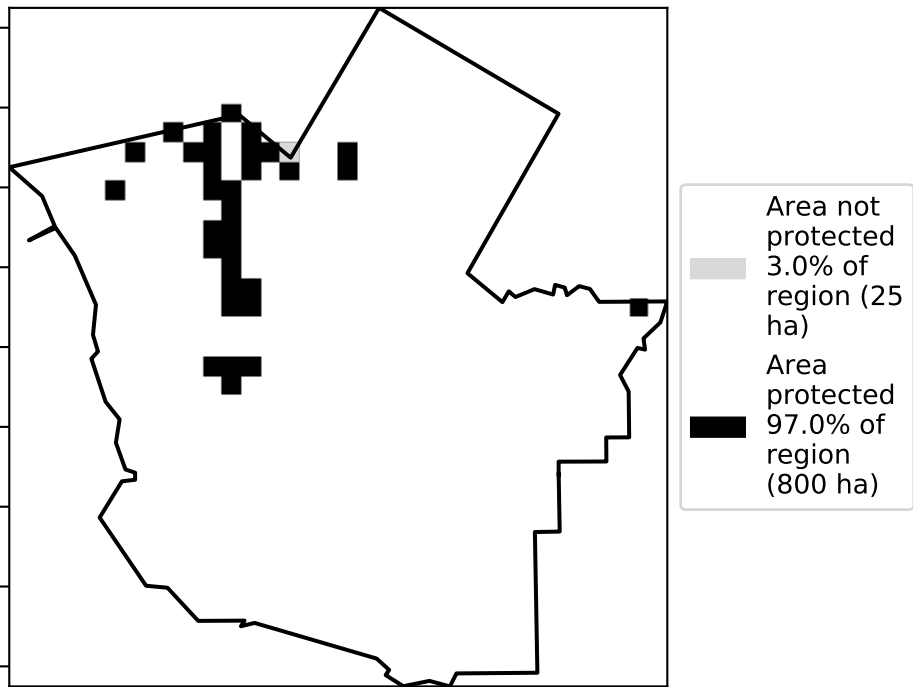 Area not
protected
3.0% of
region (25
ha)
Area
protected
97.0% of
region
(800 ha)